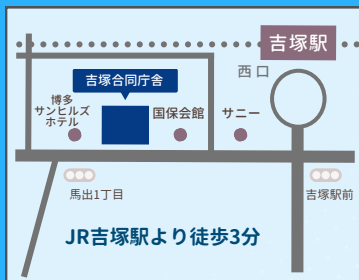 吉塚駅
西口
吉塚合同庁舎
博多
サンヒルズ
ホテル
国保会館
サニー
馬出1丁目
吉塚駅前
JR吉塚駅より徒歩3分